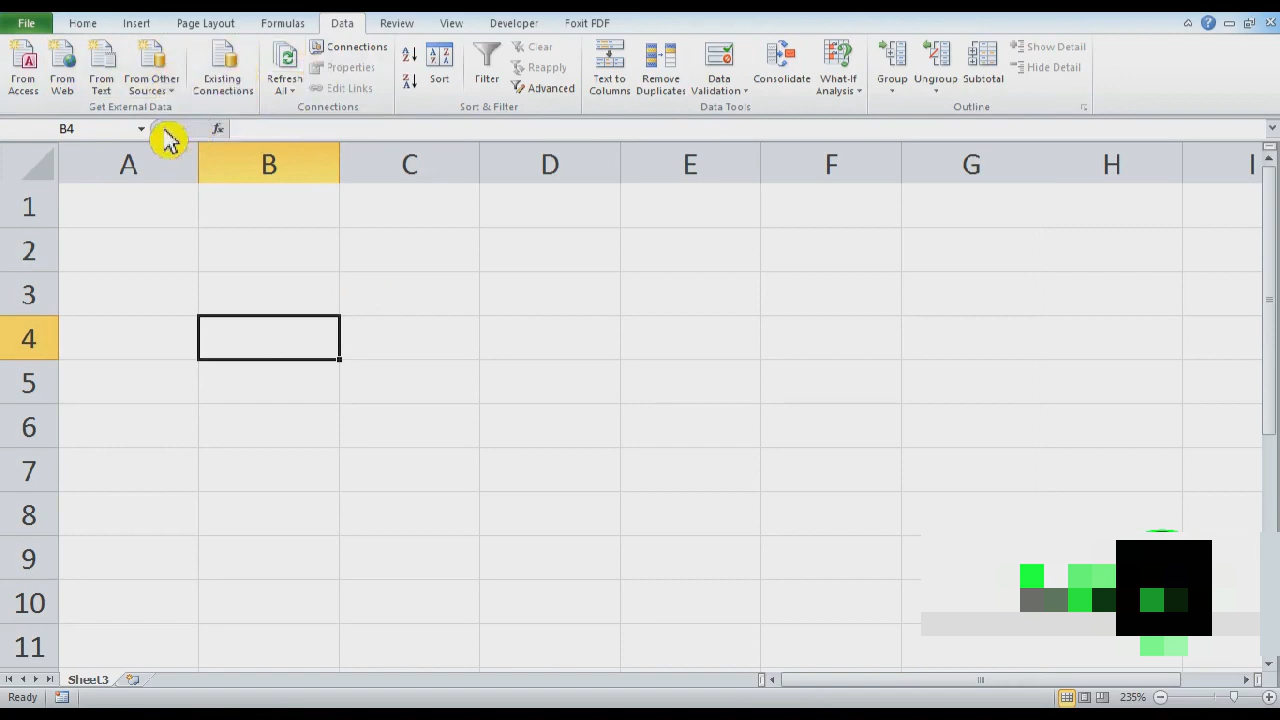 File Home Insert Page Layout Formulas Data Review View Developer Foxit PDF
From Access From Web From Text From Other Sources Existing Connections Refresh All Connections Properties Edit Links Sort Filter Clear Reapply Advanced Text to Columns Remove Duplicates Data Validation Consolidate What-If Analysis Group Ungroup Subtotal Show Detail Hide Detail
Get External Data Connections Sort & Filter Data Tools Outline
B4 fx
A B C D E F G H I
1
2
3
4
5
6
7
8
9
10
11
Sheet3
Ready 235%